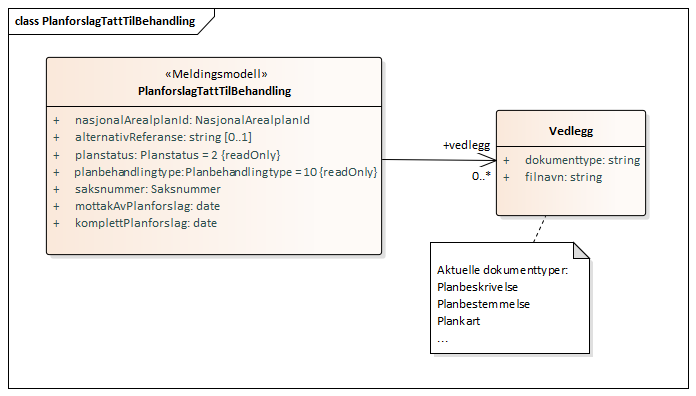 class PlanforslagTattTilBehandling
«Meldingsmodell»
PlanforslagTattTilBehandling
+ nasjonalArealplanId: NasjonalArealplanId
+ alternativReferanse: string [0..1]
+ planstatus: Planstatus = 2 {readOnly}
+ planbehandlingtype:Planbehandlingtype = 10 {readOnly}
+ saksnummer: Saksnummer
+ mottakAvPlanforslag: date
+ komplettPlanforslag: date
+vedlegg
0..*
Vedlegg
+ dokumenttype: string
+ filnavn: string
Aktuelle dokumenttyper:
Planbeskrivelse
Planbestemmelse
Plankart
...